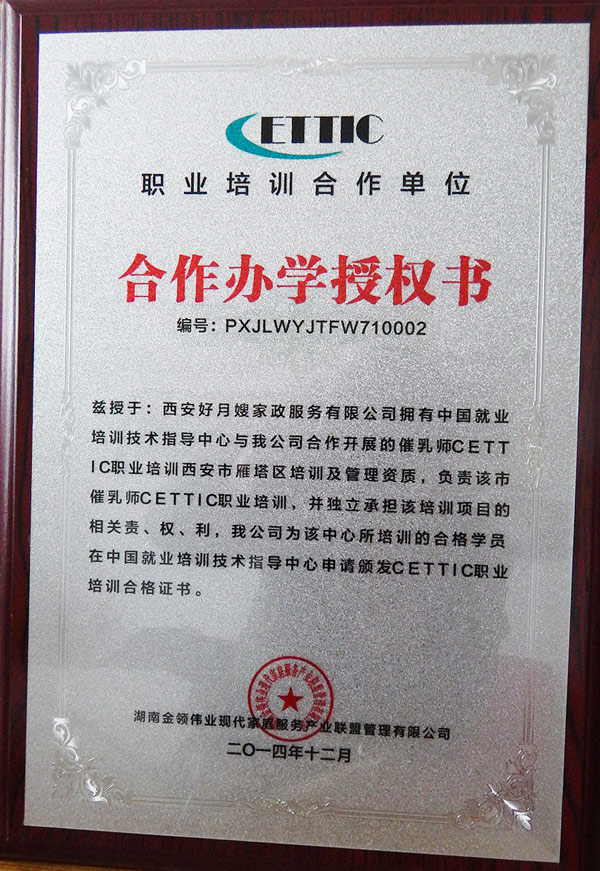 CETTIC
职业培训合作单位
合作办学授权书
编号：PXJLWYJTFW710002
兹授于：西安好月嫂家政服务有限公司拥有中国就业
培训技术指导中心与我公司合作开展的催乳师CETT
IC职业培训西安市雁塔区培训及管理资质，负责该市
催乳师CETTIC职业培训，并独立承担该培训项目的
相关责、权、利，我公司为该中心所培训的合格学员
在中国就业培训技术指导中心申请颁发CETTIC职业
培训合格证书。
湖南金领伟业现代家庭服务产业联盟管理有限公司
二〇一四年十二月